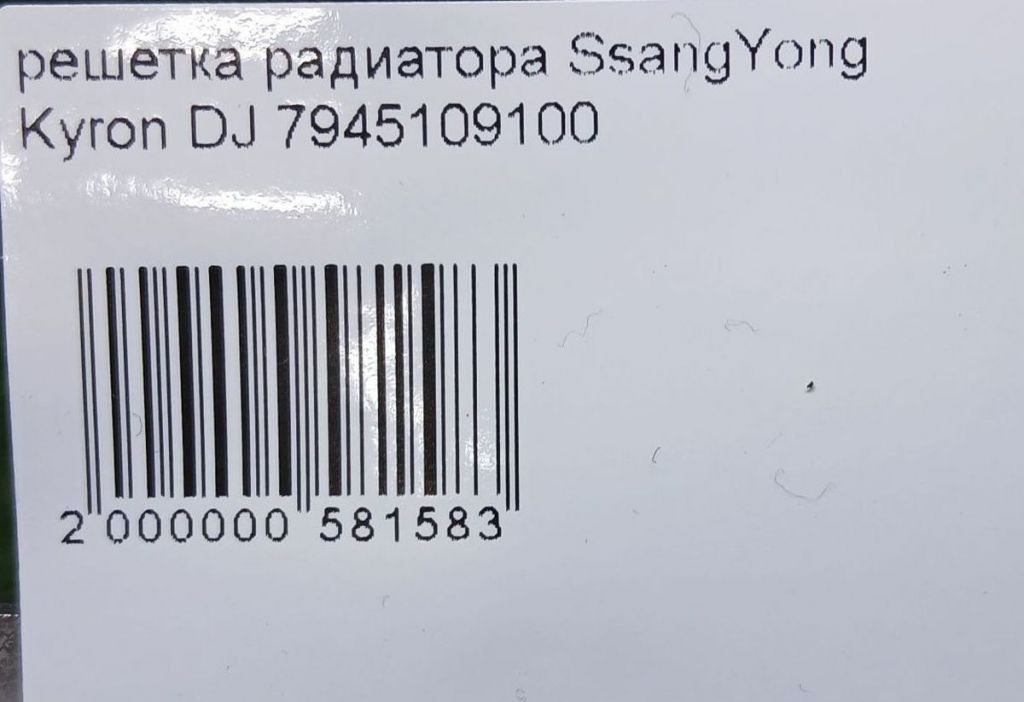 решетка радиатора SsangYong
Kyron DJ 7945109100
2 000000 581583